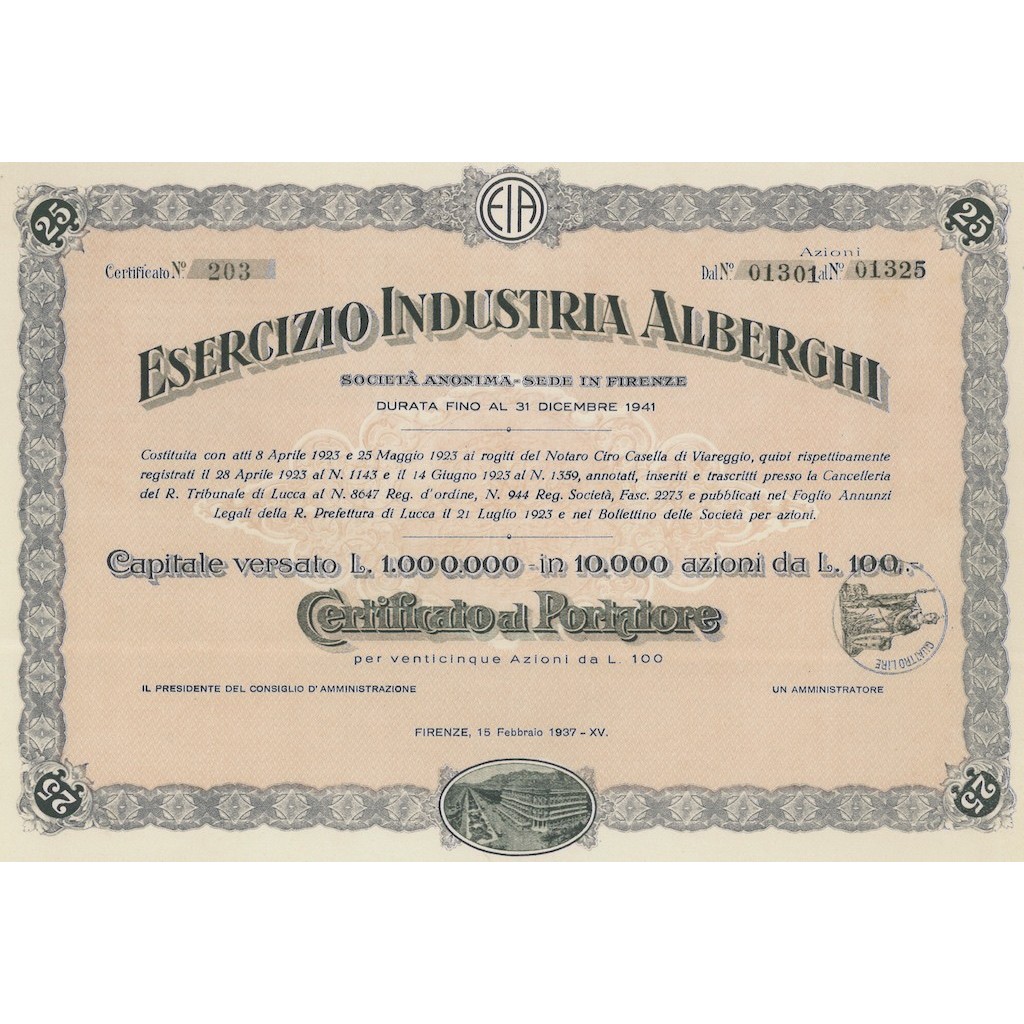 EIA
25 25
Azioni
Certificato N.º 203 Dal N.º 01301 al N.º 01325
ESERCIZIO INDUSTRIA ALBERGHI
SOCIETÀ ANONIMA - SEDE IN FIRENZE
DURATA FINO AL 31 DICEMBRE 1941
Costituita con atti 8 Aprile 1923 e 25 Maggio 1923 ai rogiti del Notaro Ciro Casella di Viareggio, quivi rispettivamente
registrati il 28 Aprile 1923 al N. 1143 e il 14 Giugno 1923 al N. 1359, annotati, inseriti e trascritti presso la Cancelleria
del R. Tribunale di Lucca al N. 8647 Reg. d'ordine, N. 944 Reg. Società, Fasc. 2273 e pubblicati nel Foglio Annunzi
Legali della R. Prefettura di Lucca il 21 Luglio 1923 e nel Bollettino delle Società per azioni.
Capitale versato L. 1.000.000 - in 10.000 azioni da L. 100.-
Certificato al Portatore
per venticinque Azioni da L. 100
QUATTRO LIRE
IL PRESIDENTE DEL CONSIGLIO D'AMMINISTRAZIONE UN AMMINISTRATORE
FIRENZE, 15 Febbraio 1937 - XV.
25 25